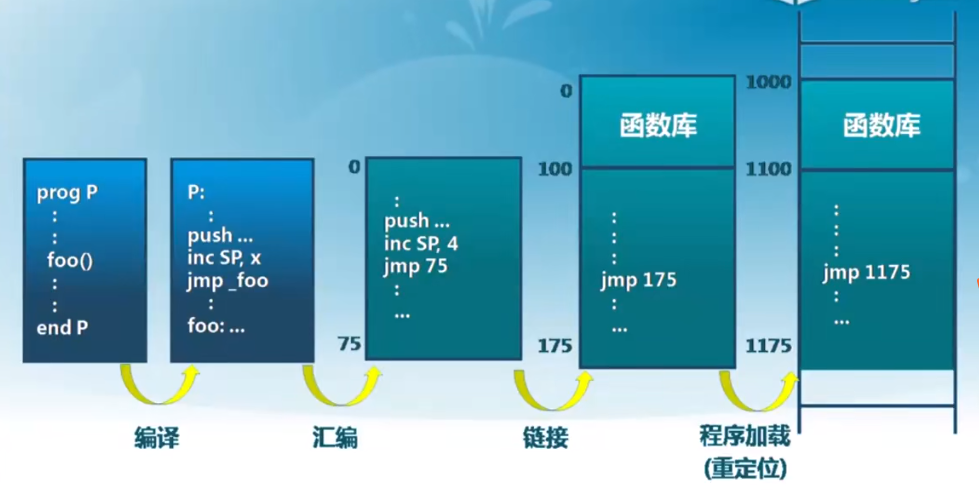 prog P
:
:
foo()
:
:
end P
P:
:
push ...
inc SP, x
jmp _foo
:
foo: ...
0
:
push ...
inc SP, 4
jmp 75
:
...
75
0
函数库
100
:
:
:
jmp 175
:
...
175
1000
函数库
1100
:
:
:
jmp 1175
:
...
1175
编译
汇编
链接
程序加载
(重定位)